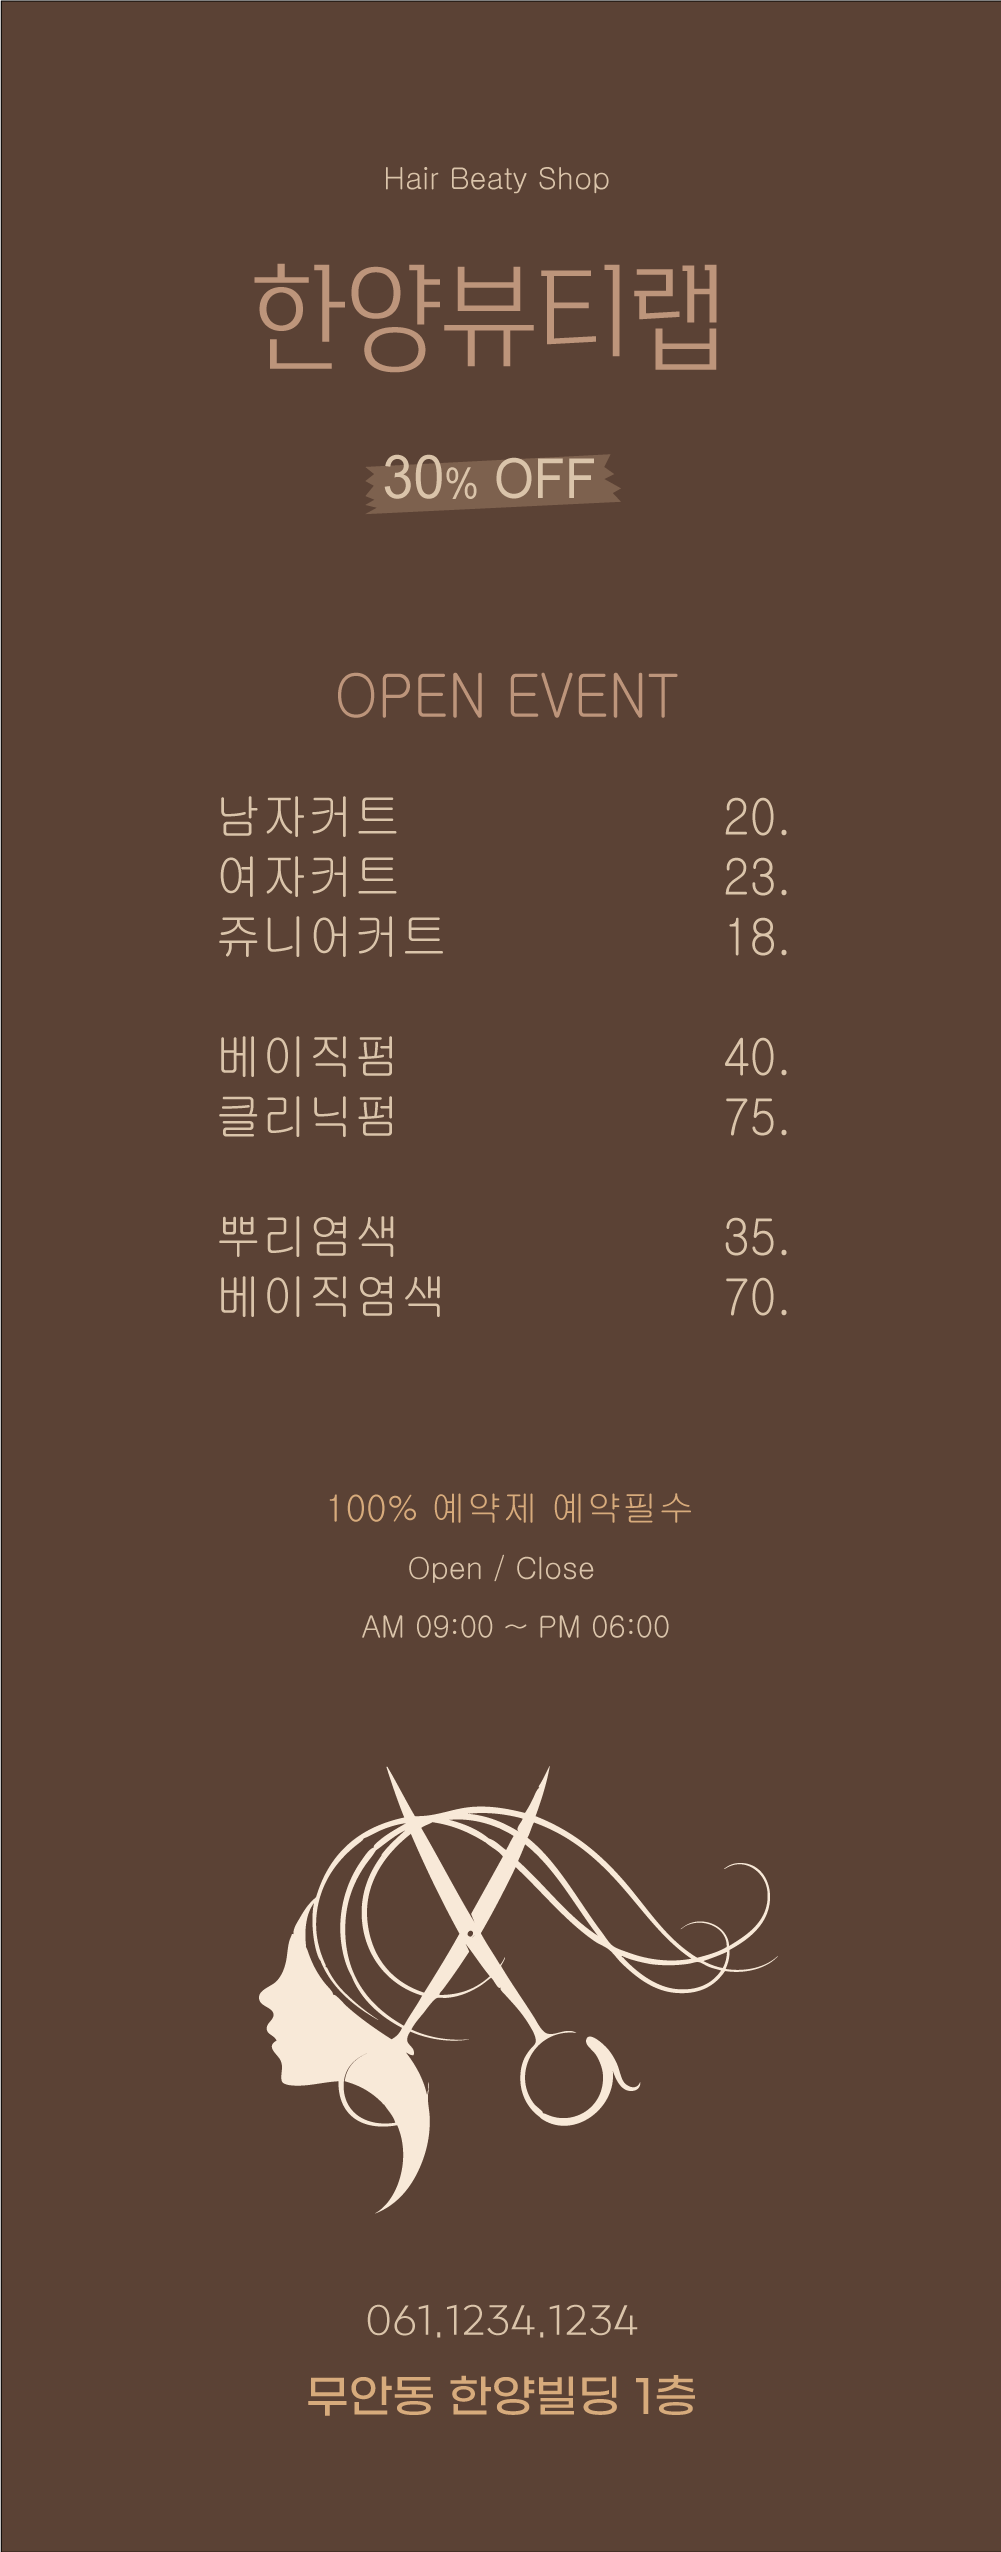 Hair Beaty Shop
한양뷰티랩
30% OFF
OPEN EVENT
남자커트 20.
여자커트 23.
쥬니어커트 18.
베이직펌 40.
클리닉펌 75.
뿌리염색 35.
베이직염색 70.
100% 예약제 예약필수
Open / Close
AM 09:00 ~ PM 06:00
061.1234.1234
무안동 한양빌딩 1층